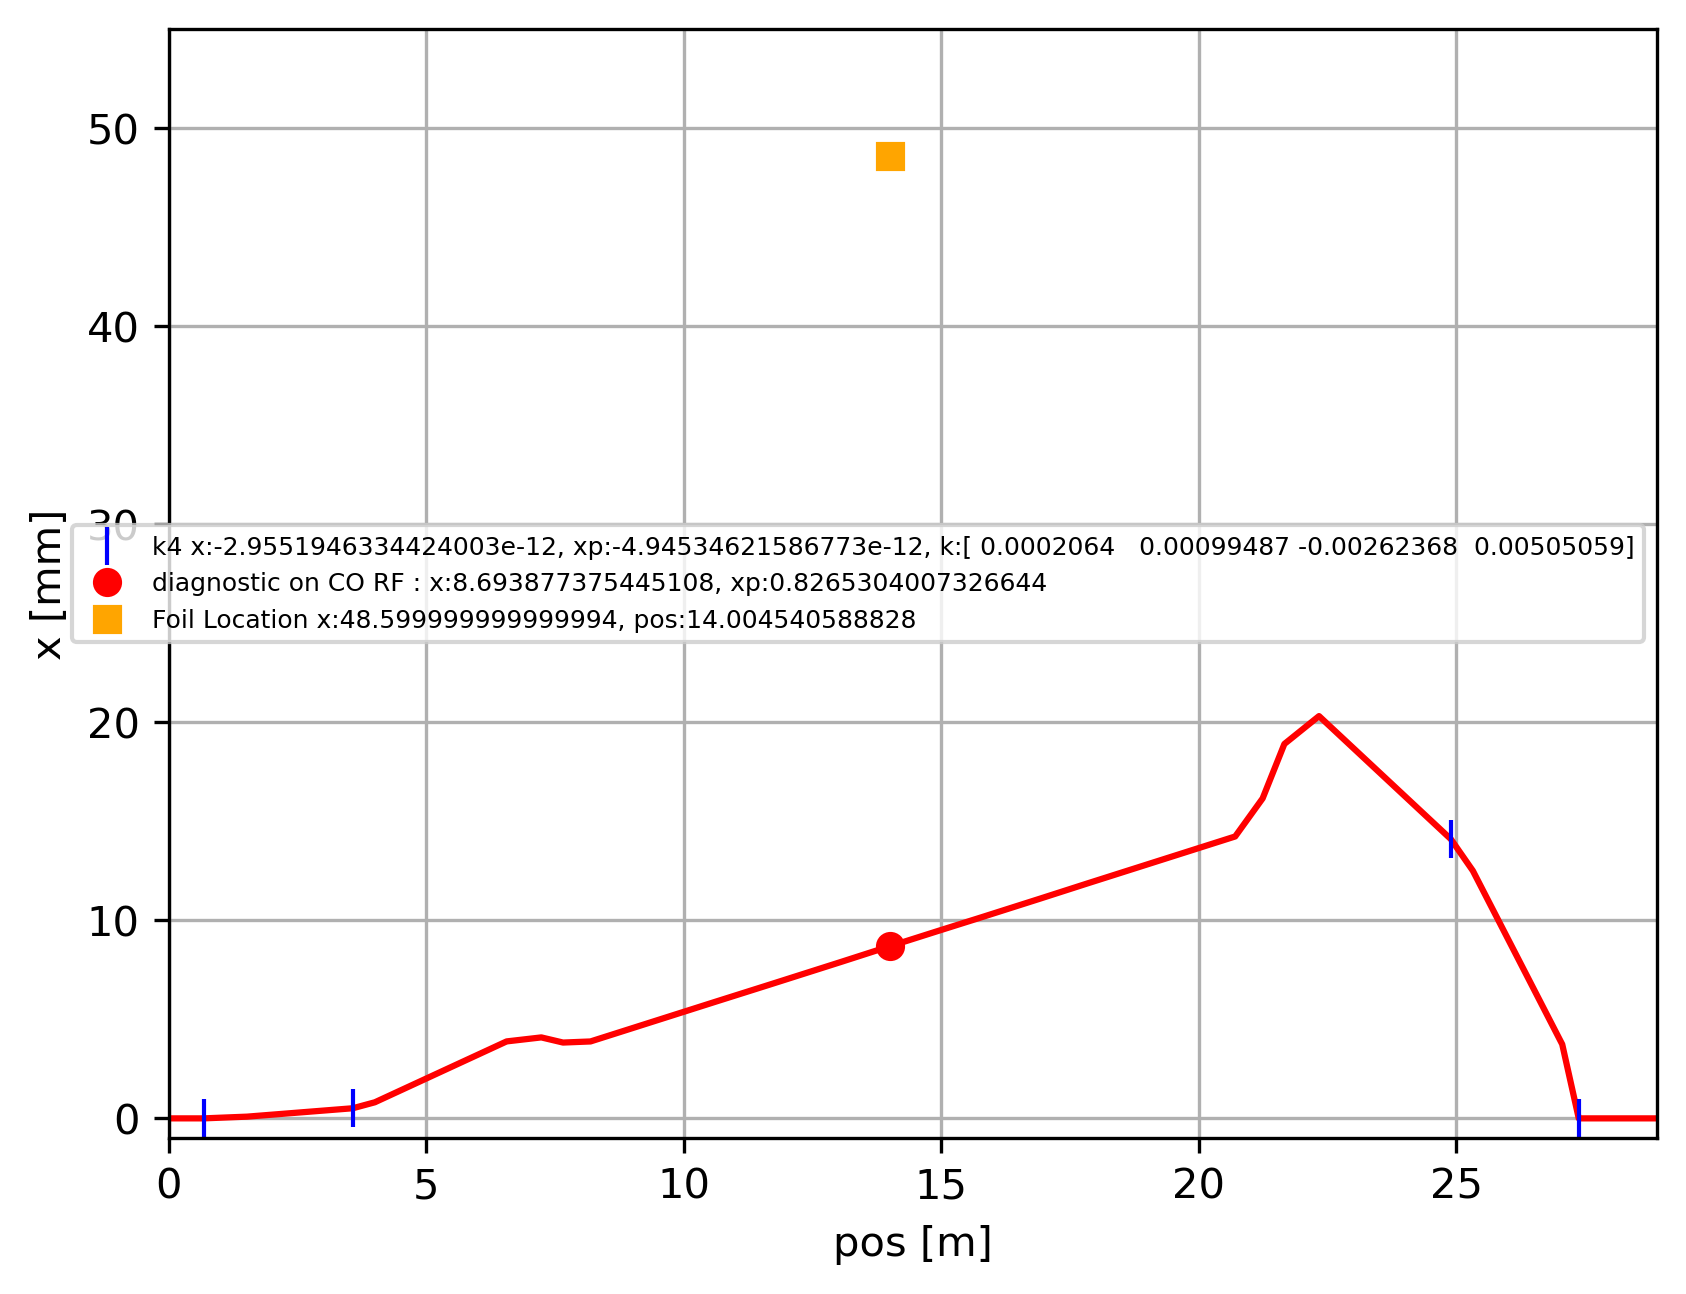 50
40
30
20
10
0
x [mm]
k4 x:-2.9551946334424003e-12, xp:-4.94534621586773e-12, k:[ 0.0002064   0.00099487 -0.00262368  0.00505059]
diagnostic on CO RF : x:8.693877375445108, xp:0.8265304007326644
Foil Location x:48.599999999999994, pos:14.004540588828
0 5 10 15 20 25
pos [m]